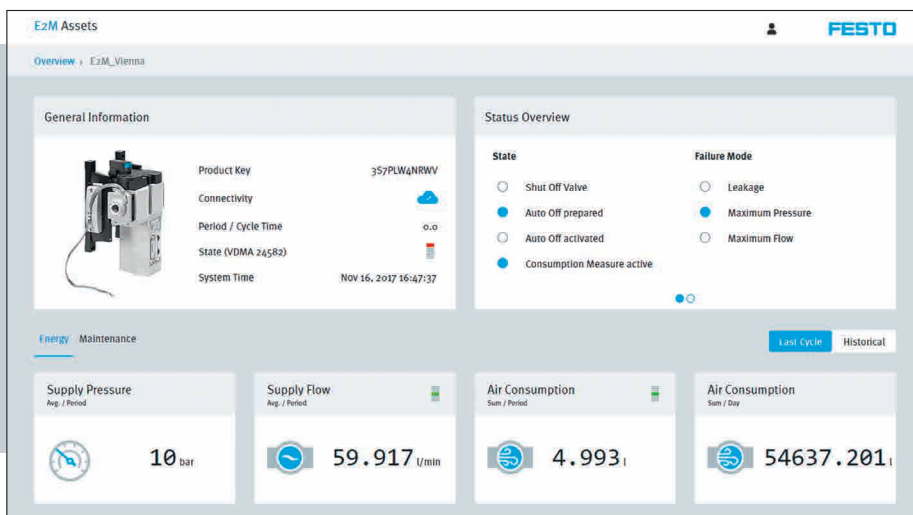 E2M Assets
FESTO
Overview › E2M_Vienna
General Information
Product Key 3S7PLW4NRWV
Connectivity
Period / Cycle Time 0.0
State (VDMA 24582)
System Time Nov 16, 2017 16:47:37
Status Overview
State
Shut Off Valve
Auto Off prepared
Auto Off activated
Consumption Measure active
Failure Mode
Leakage
Maximum Pressure
Maximum Flow
Energy Maintenance
Last Cycle Historical
Supply Pressure
Avg. / Period
10 bar
Supply Flow
Avg. / Period
59.917 l/min
Air Consumption
Sum / Period
4.993 l
Air Consumption
Sum / Day
54637.201 l